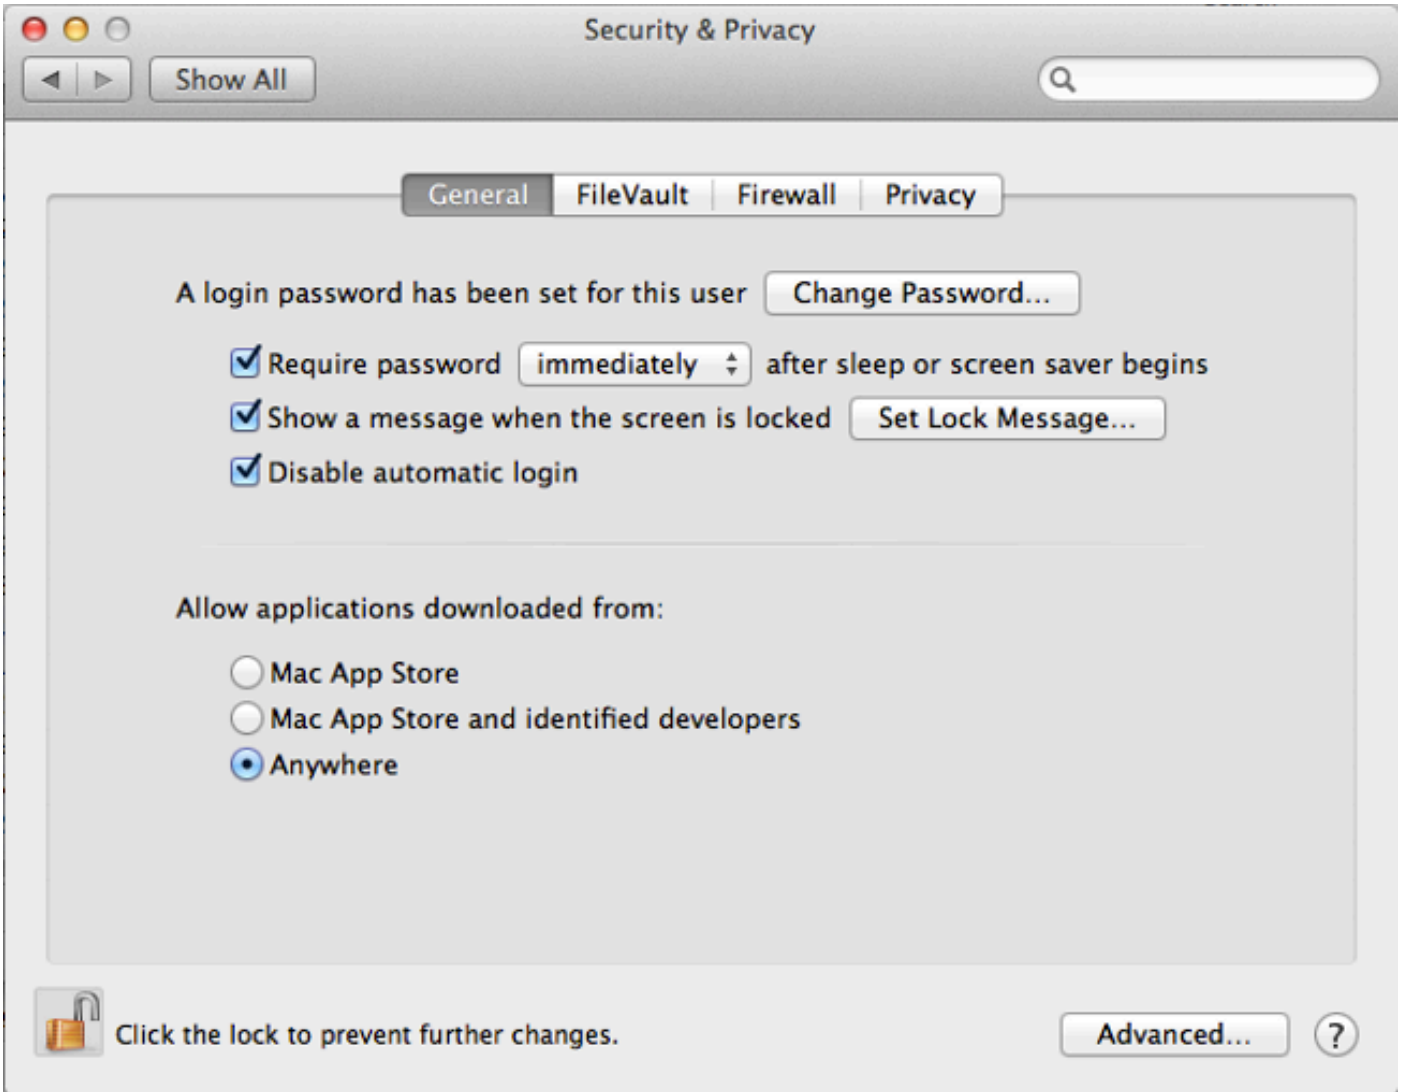 Security & Privacy
Show All
General FileVault Firewall Privacy
A login password has been set for this user Change Password...
Require password immediately after sleep or screen saver begins
Show a message when the screen is locked Set Lock Message...
Disable automatic login
Allow applications downloaded from:
Mac App Store
Mac App Store and identified developers
Anywhere
Click the lock to prevent further changes. Advanced... ?